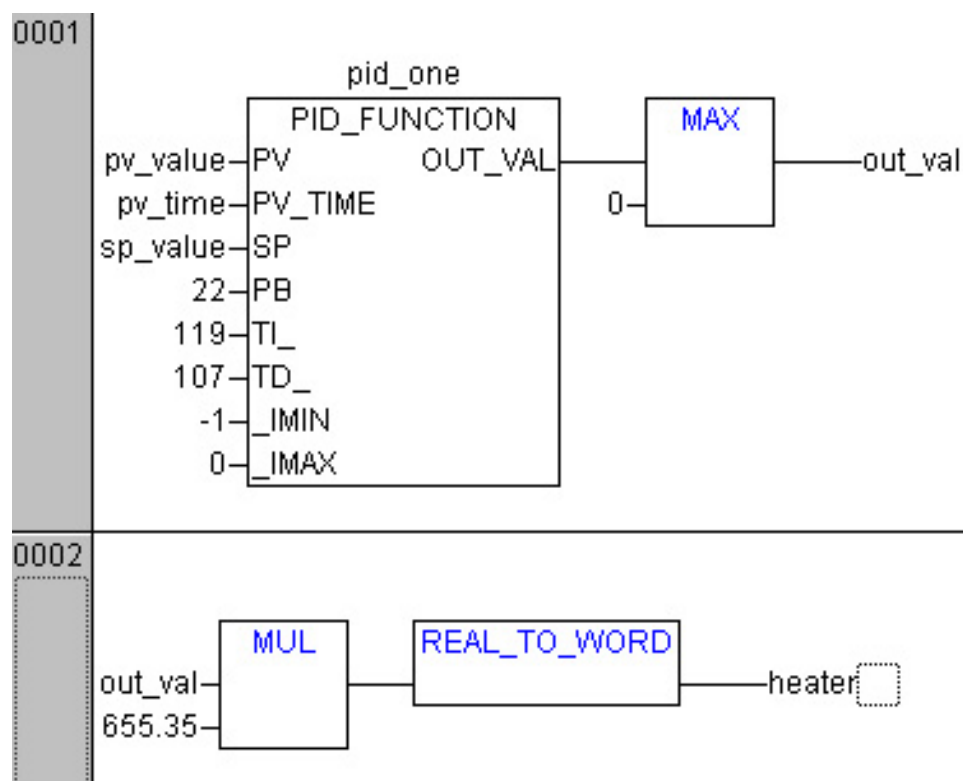 0001
pid_one
PID_FUNCTION
MAX
pv_value PV OUT_VAL out_val
pv_time PV_TIME 0
sp_value SP
22 PB
119 TI_
107 TD_
-1 _IMIN
0 _IMAX
0002
MUL REAL_TO_WORD
out_val heater
655.35